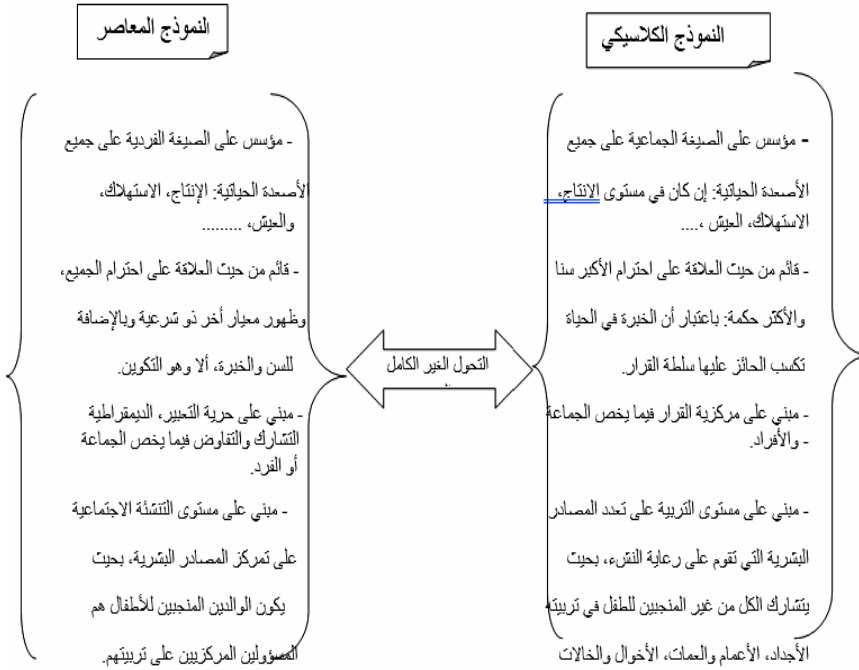 النموذج الكلاسيكي
- مؤسس على الصيغة الجماعية على جميع
الأصعدة الحياتية: إن كان في مستوى الانتاج،
الاستهلاك، العيش ،....
- قائم من حيث العلاقة على احترام الأكبر سنا
والأكثر حكمة: باعتبار أن الخبرة في الحياة
تكسب الحائز عليها سلطة القرار.
- مبني على مركزية القرار فيما يخص الجماعة
- والأفراد.
- مبني على مستوى التربية على تعدد المصادر
البشرية التي تقوم على رعاية النشء، بحيث
يتشارك الكل من غير المنجبين للطفل في تربيته
الأجداد، الأعمام والعمات، الأخوال والخالات
التحول الغير الكامل
النموذج المعاصر
- مؤسس على الصيغة الفردية على جميع
الأصعدة الحياتية: الإنتاج، الاستهلاك،
والعيش، .........
- قائم من حيث العلاقة على احترام الجميع،
وظهور معيار أخر ذو شرعية وبالإضافة
للسن والخبرة، ألا وهو التكوين.
- مبني على حرية التعبير، الديمقراطية
التشارك والتفاوض فيما يخص الجماعة
أو الفرد.
- مبني على مستوى التنشئة الاجتماعية
على تمركز المصادر البشرية، بحيث
يكون الوالدين المنجبين للأطفال هم
المسؤولين المركزيين على تربيتهم.